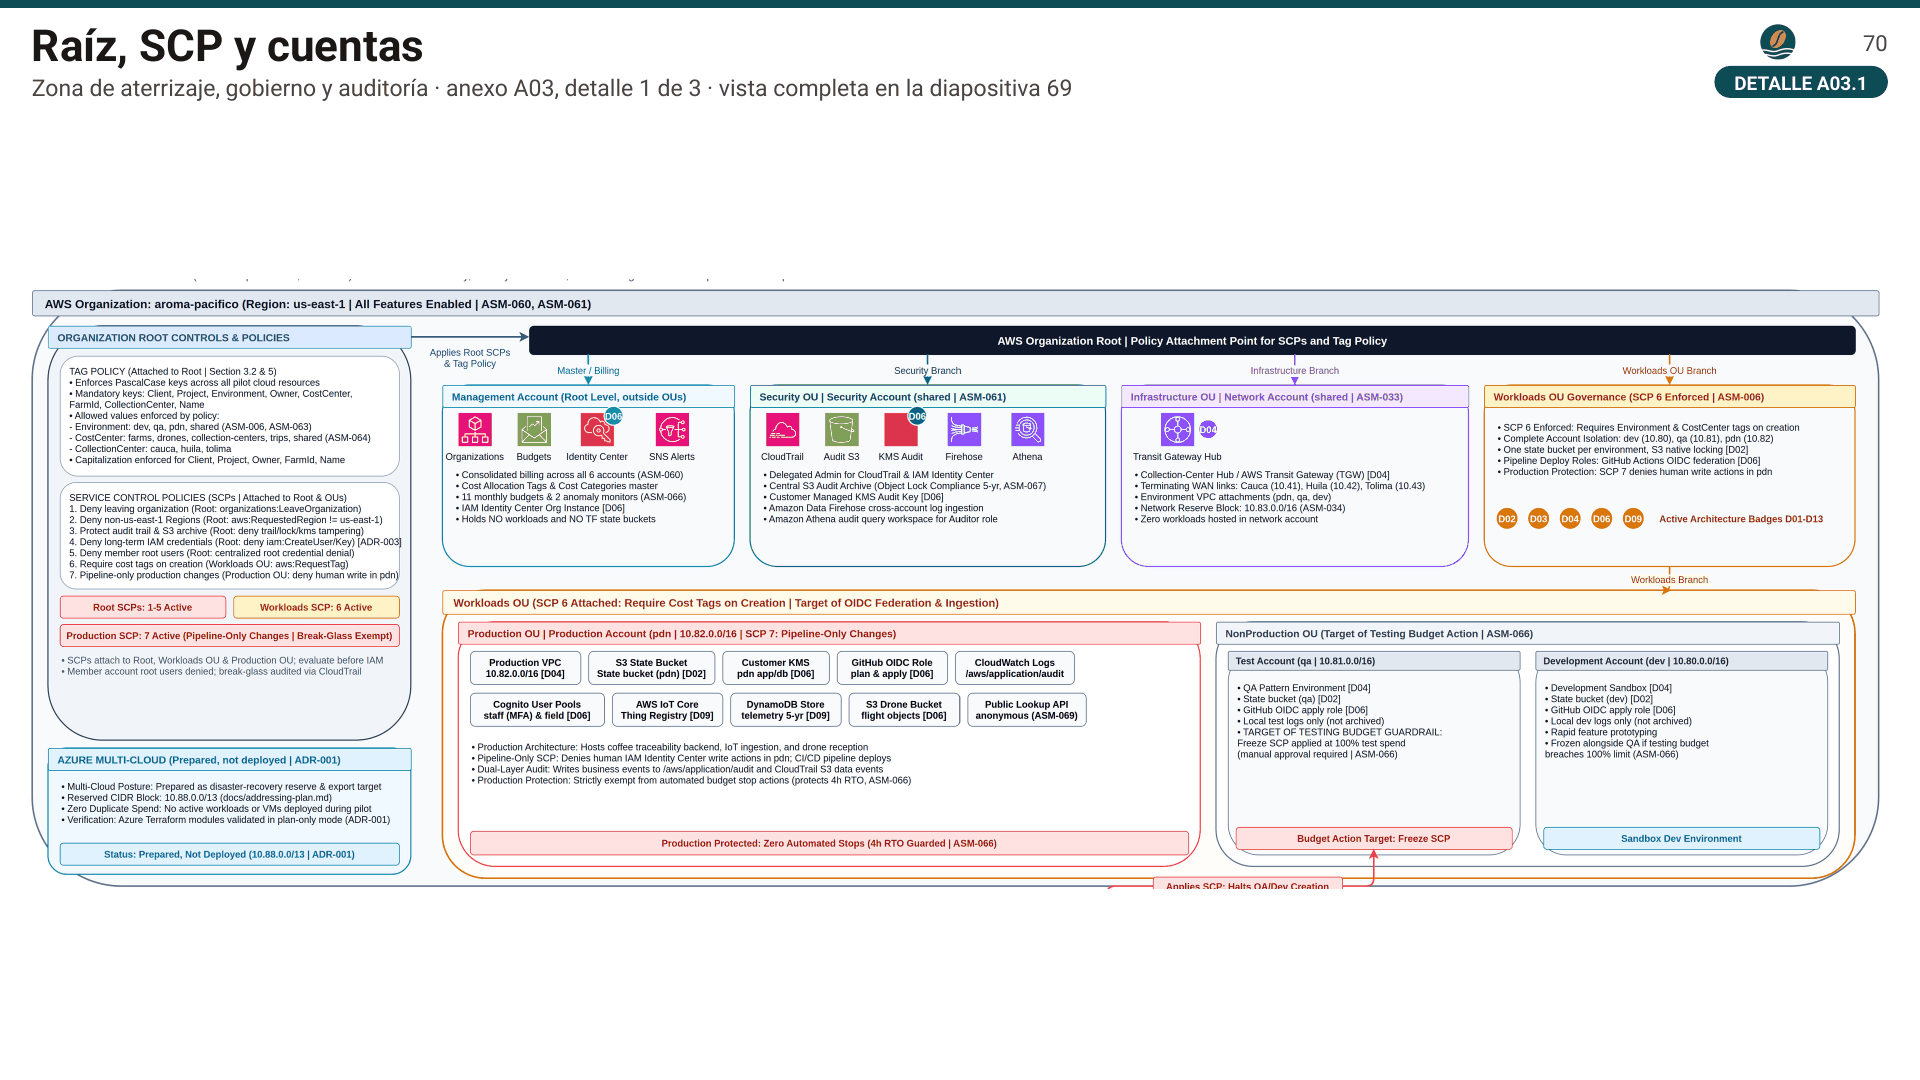 Raíz, SCP y cuentas
Zona de aterrizaje, gobierno y auditoría · anexo A03, detalle 1 de 3 · vista completa en la diapositiva 69
70
DETALLE A03.1
AWS Organization: aroma-pacifico (Region: us-east-1 | All Features Enabled | ASM-060, ASM-061)
ORGANIZATION ROOT CONTROLS & POLICIES
TAG POLICY (Attached to Root | Section 3.2 & 5)
• Enforces PascalCase keys across all pilot cloud resources
• Mandatory keys: Client, Project, Environment, Owner, CostCenter,
FarmId, CollectionCenter, Name
• Allowed values enforced by policy:
- Environment: dev, qa, pdn, shared (ASM-006, ASM-063)
- CostCenter: farms, drones, collection-centers, trips, shared (ASM-064)
- CollectionCenter: cauca, huila, tolima
• Capitalization enforced for Client, Project, Owner, FarmId, Name
SERVICE CONTROL POLICIES (SCPs | Attached to Root & OUs)
1. Deny leaving organization (Root: organizations:LeaveOrganization)
2. Deny non-us-east-1 Regions (Root: aws:RequestedRegion != us-east-1)
3. Protect audit trail & S3 archive (Root: deny trail/lock/kms tampering)
4. Deny long-term IAM credentials (Root: deny iam:CreateUser/Key) [ADR-003]
5. Deny member root users (Root: centralized root credential denial)
6. Require cost tags on creation (Workloads OU: aws:RequestTag)
7. Pipeline-only production changes (Production OU: deny human write in pdn)
Root SCPs: 1-5 Active
Workloads SCP: 6 Active
Production SCP: 7 Active (Pipeline-Only Changes | Break-Glass Exempt)
• SCPs attach to Root, Workloads OU & Production OU; evaluate before IAM
• Member account root users denied; break-glass audited via CloudTrail
AZURE MULTI-CLOUD (Prepared, not deployed | ADR-001)
• Multi-Cloud Posture: Prepared as disaster-recovery reserve & export target
• Reserved CIDR Block: 10.88.0.0/13 (docs/addressing-plan.md)
• Zero Duplicate Spend: No active workloads or VMs deployed during pilot
• Verification: Azure Terraform modules validated in plan-only mode (ADR-001)
Status: Prepared, Not Deployed (10.88.0.0/13 | ADR-001)
Applies Root SCPs
& Tag Policy
AWS Organization Root | Policy Attachment Point for SCPs and Tag Policy
Master / Billing
Security Branch
Infrastructure Branch
Workloads OU Branch
Management Account (Root Level, outside OUs)
D06
Organizations
Budgets
Identity Center
SNS Alerts
• Consolidated billing across all 6 accounts (ASM-060)
• Cost Allocation Tags & Cost Categories master
• 11 monthly budgets & 2 anomaly monitors (ASM-066)
• IAM Identity Center Org Instance [D06]
• Holds NO workloads and NO TF state buckets
Security OU | Security Account (shared | ASM-061)
D06
CloudTrail
Audit S3
KMS Audit
Firehose
Athena
• Delegated Admin for CloudTrail & IAM Identity Center
• Central S3 Audit Archive (Object Lock Compliance 5-yr, ASM-067)
• Customer Managed KMS Audit Key [D06]
• Amazon Data Firehose cross-account log ingestion
• Amazon Athena audit query workspace for Auditor role
Infrastructure OU | Network Account (shared | ASM-033)
D04
Transit Gateway Hub
• Collection-Center Hub / AWS Transit Gateway (TGW) [D04]
• Terminating WAN links: Cauca (10.41), Huila (10.42), Tolima (10.43)
• Environment VPC attachments (pdn, qa, dev)
• Network Reserve Block: 10.83.0.0/16 (ASM-034)
• Zero workloads hosted in network account
Workloads OU Governance (SCP 6 Enforced | ASM-006)
• SCP 6 Enforced: Requires Environment & CostCenter tags on creation
• Complete Account Isolation: dev (10.80), qa (10.81), pdn (10.82)
• One state bucket per environment, S3 native locking [D02]
• Pipeline Deploy Roles: GitHub Actions OIDC federation [D06]
• Production Protection: SCP 7 denies human write actions in pdn
D02
D03
D04
D06
D09
Active Architecture Badges D01-D13
Workloads Branch
Workloads OU (SCP 6 Attached: Require Cost Tags on Creation | Target of OIDC Federation & Ingestion)
Production OU | Production Account (pdn | 10.82.0.0/16 | SCP 7: Pipeline-Only Changes)
Production VPC
10.82.0.0/16 [D04]
S3 State Bucket
State bucket (pdn) [D02]
Customer KMS
pdn app/db [D06]
GitHub OIDC Role
plan & apply [D06]
CloudWatch Logs
/aws/application/audit
Cognito User Pools
staff (MFA) & field [D06]
AWS IoT Core
Thing Registry [D09]
DynamoDB Store
telemetry 5-yr [D09]
S3 Drone Bucket
flight objects [D06]
Public Lookup API
anonymous (ASM-069)
• Production Architecture: Hosts coffee traceability backend, IoT ingestion, and drone reception
• Pipeline-Only SCP: Denies human IAM Identity Center write actions in pdn; CI/CD pipeline deploys
• Dual-Layer Audit: Writes business events to /aws/application/audit and CloudTrail S3 data events
• Production Protection: Strictly exempt from automated budget stop actions (protects 4h RTO, ASM-066)
Production Protected: Zero Automated Stops (4h RTO Guarded | ASM-066)
NonProduction OU (Target of Testing Budget Action | ASM-066)
Test Account (qa | 10.81.0.0/16)
• QA Pattern Environment [D04]
• State bucket (qa) [D02]
• GitHub OIDC apply role [D06]
• Local test logs only (not archived)
• TARGET OF TESTING BUDGET GUARDRAIL:
Freeze SCP applied at 100% test spend
(manual approval required | ASM-066)
Budget Action Target: Freeze SCP
Development Account (dev | 10.80.0.0/16)
• Development Sandbox [D04]
• State bucket (dev) [D02]
• GitHub OIDC apply role [D06]
• Local dev logs only (not archived)
• Rapid feature prototyping
• Frozen alongside QA if testing budget
breaches 100% limit (ASM-066)
Sandbox Dev Environment
Applies SCP: Halts QA/Dev Creation